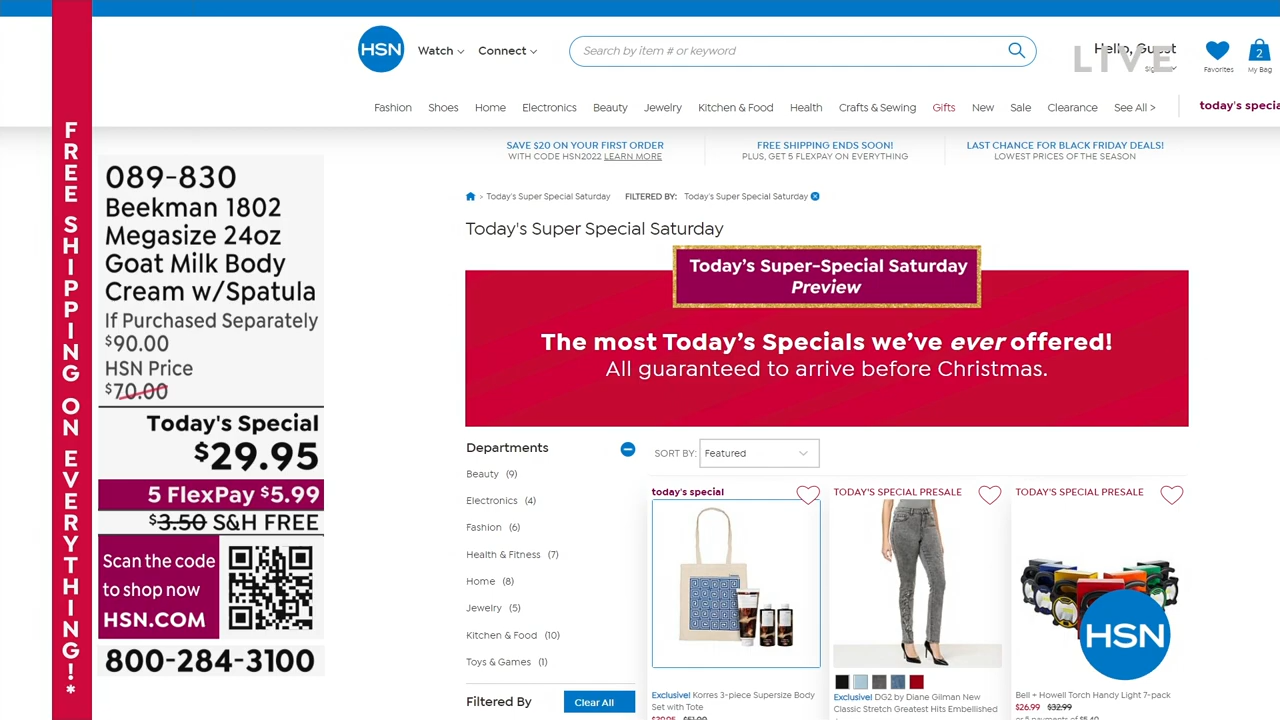 FREE SHIPPING ON EVERYTHING!*
089-830
Beekman 1802
Megasize 24oz
Goat Milk Body
Cream w/Spatula
If Purchased Separately
$90.00
HSN Price
$70.00
Today's Special
$29.95
5 FlexPay $5.99
$3.50 S&H FREE
Scan the code
to shop now
HSN.COM
800-284-3100
HSN
Watch
Connect
Search by item # or keyword
Hello, Guest
LIVE
Favorites
2
My Bag
Fashion Shoes Home Electronics Beauty Jewelry Kitchen & Food Health Crafts & Sewing Gifts New Sale Clearance See All >
today's specia
SAVE $20 ON YOUR FIRST ORDER
WITH CODE HSN2022 LEARN MORE
FREE SHIPPING ENDS SOON!
PLUS, GET 5 FLEXPAY ON EVERYTHING
LAST CHANCE FOR BLACK FRIDAY DEALS!
LOWEST PRICES OF THE SEASON
> Today's Super Special Saturday FILTERED BY: Today's Super Special Saturday
Today's Super Special Saturday
Today's Super-Special Saturday
Preview
The most Today's Specials we've ever offered!
All guaranteed to arrive before Christmas.
Departments
Beauty (9)
Electronics (4)
Fashion (6)
Health & Fitness (7)
Home (8)
Jewelry (5)
Kitchen & Food (10)
Toys & Games (1)
Filtered By
Clear All
SORT BY: Featured
today's special
Exclusive! Korres 3-piece Supersize Body
Set with Tote
TODAY'S SPECIAL PRESALE
Exclusive! DG2 by Diane Gilman New
Classic Stretch Greatest Hits Embellished
TODAY'S SPECIAL PRESALE
HSN
Bell + Howell Torch Handy Light 7-pack
$26.99 $32.99